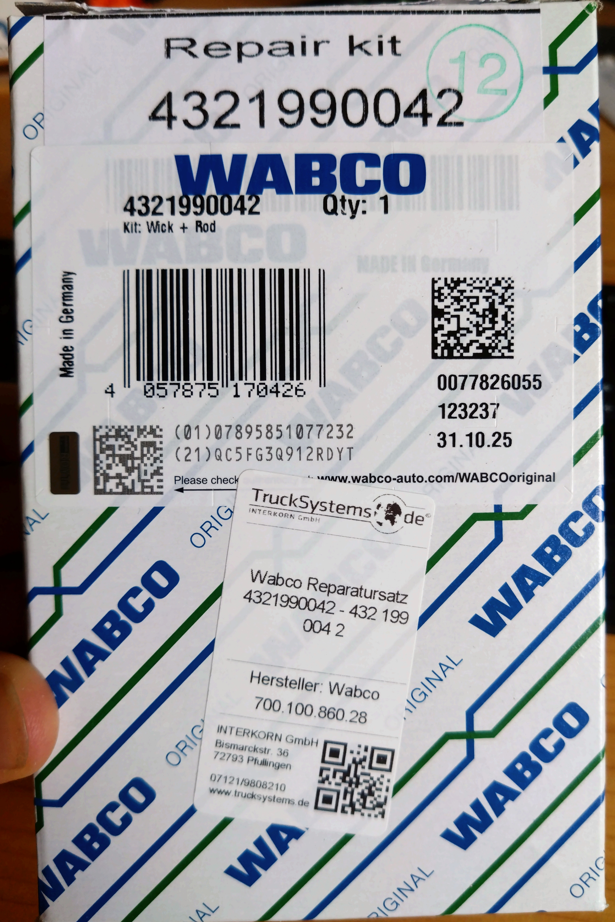 Repair kit
12
4321990042
WABCO
4321990042 Qty: 1
Kit: Wick + Rod
WABCO
MADE IN Germany
Made in Germany
4 057875 170426
0077826055
123237
31.10.25
(01)07895851077232
(21)QC5FG3Q912RDYT
Please check www.wabco-auto.com/WABCOoriginal
TruckSystems de
INTERKORN GmbH
Wabco Reparatursatz
4321990042 - 432 199
004 2
Hersteller: Wabco
700.100.860.28
INTERKORN GmbH
Bismarckstr. 36
72793 Pfullingen
07121/9808210
www.trucksystems.de
WABCO
WABCO
ORIGINAL
WABCO
WABCO
ORIGINAL